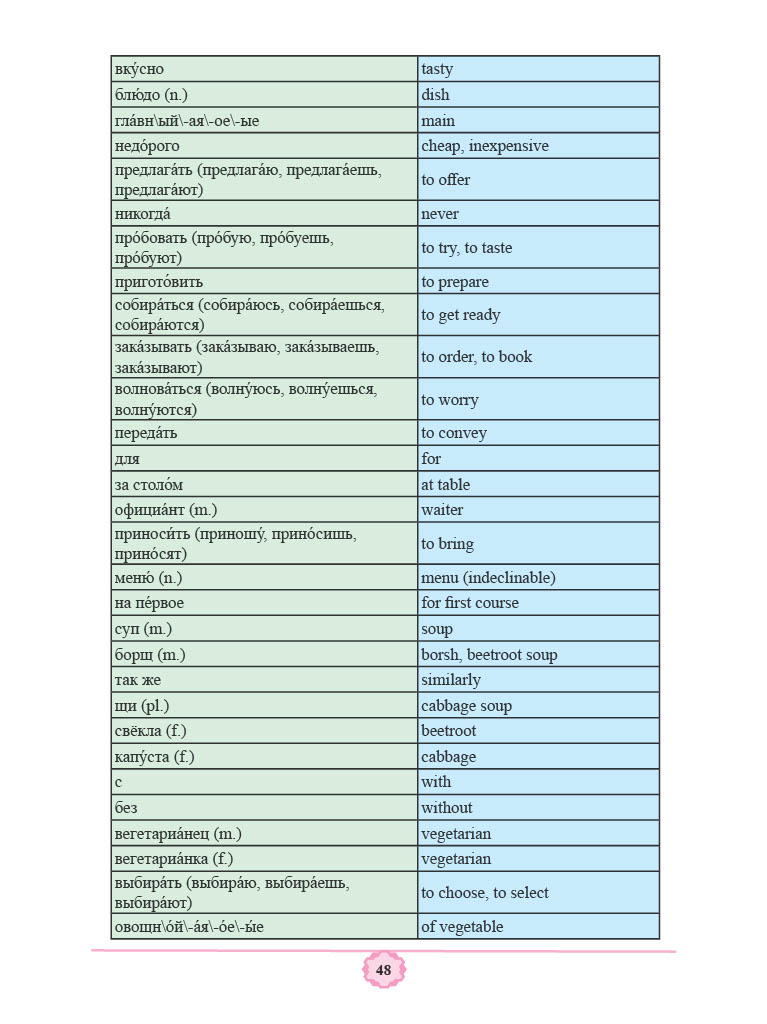 вку́сно tasty
блю́до (n.) dish
гла́вн\ый\-ая\-ое\-ые main
недо́рого cheap, inexpensive
предлага́ть (предлага́ю, предлага́ешь,
предлага́ют) to offer
никогда́ never
про́бовать (про́бую, про́буешь,
про́буют) to try, to taste
пригото́вить to prepare
собира́ться (собира́юсь, собира́ешься,
собира́ются) to get ready
зака́зывать (зака́зываю, зака́зываешь,
зака́зывают) to order, to book
волнова́ться (волну́юсь, волну́ешься,
волну́ются) to worry
переда́ть to convey
для for
за столо́м at table
официа́нт (m.) waiter
приноси́ть (приношу́, прино́сишь,
прино́сят) to bring
меню́ (n.) menu (indeclinable)
на пе́рвое for first course
суп (m.) soup
борщ (m.) borsh, beetroot soup
так же similarly
щи (pl.) cabbage soup
свёкла (f.) beetroot
капу́ста (f.) cabbage
с with
без without
вегетариа́нец (m.) vegetarian
вегетариа́нка (f.) vegetarian
выбира́ть (выбира́ю, выбира́ешь,
выбира́ют) to choose, to select
овощн\о́й\-а́я\-о́е\-ы́е of vegetable
48